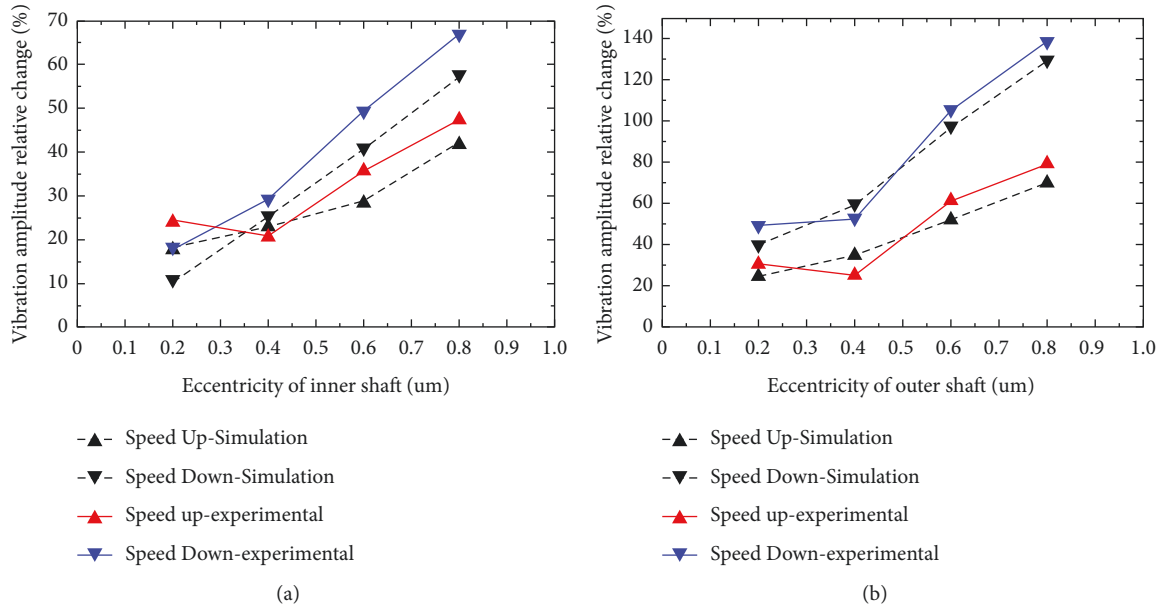 Vibration amplitude relative change (%)
70
60
50
40
30
20
10
0
0 0.1 0.2 0.3 0.4 0.5 0.6 0.7 0.8 0.9 1.0
Eccentricity of inner shaft (um)
Speed Up-Simulation
Speed Down-Simulation
Speed up-experimental
Speed Down-experimental
(a)
Vibration amplitude relative change (%)
140
120
100
80
60
40
20
0
0 0.1 0.2 0.3 0.4 0.5 0.6 0.7 0.8 0.9 1.0
Eccentricity of outer shaft (um)
Speed Up-Simulation
Speed Down-Simulation
Speed up-experimental
Speed Down-experimental
(b)